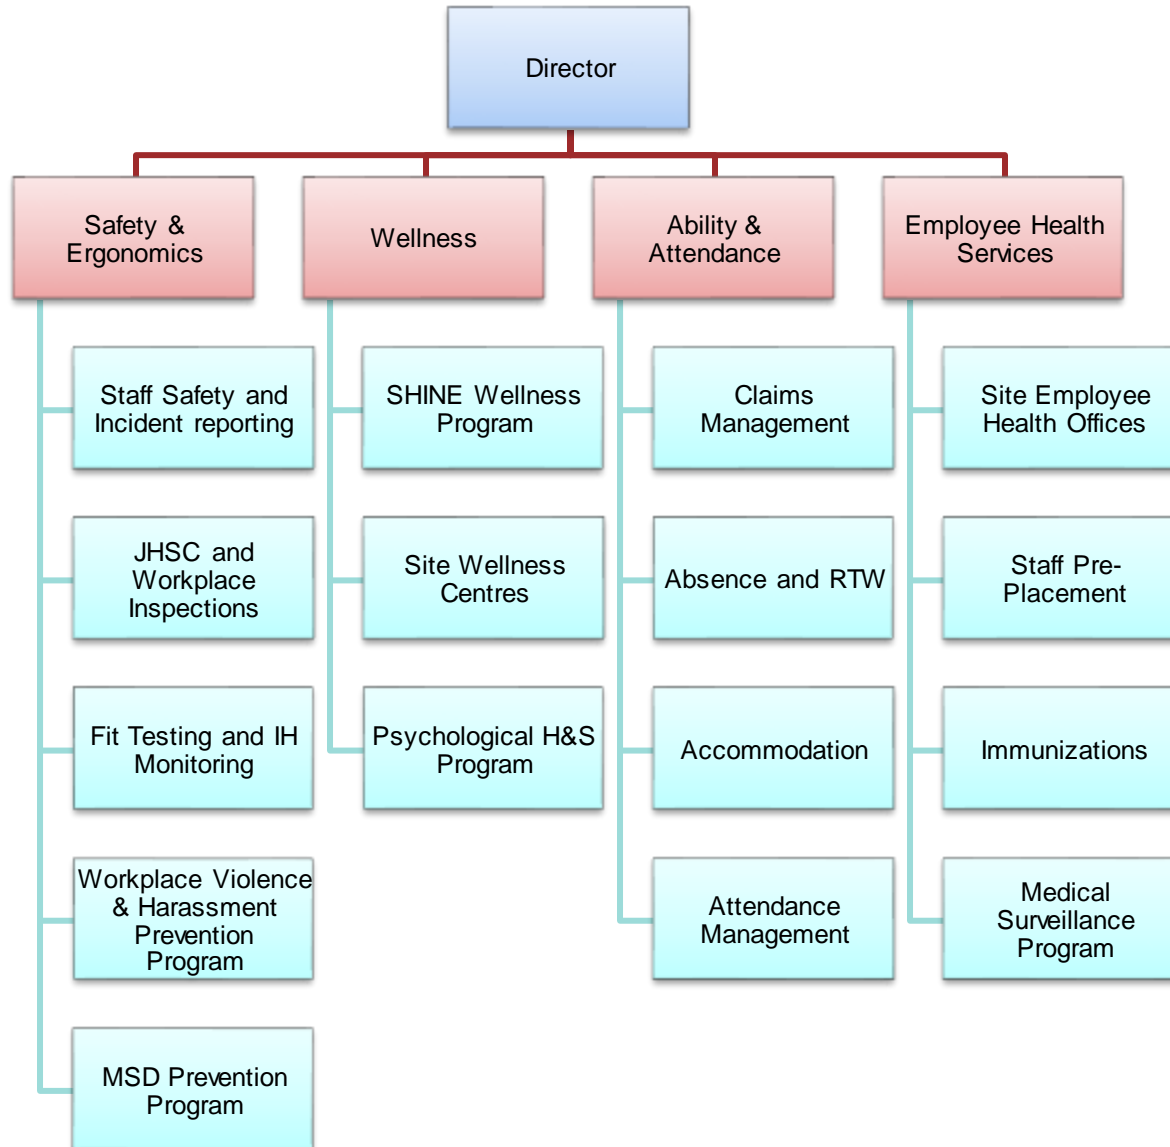 Director
Safety &
Ergonomics
Wellness
Ability &
Attendance
Employee Health
Services
Staff Safety and
Incident reporting
JHSC and
Workplace
Inspections
Fit Testing and IH
Monitoring
Workplace Violence
& Harassment
Prevention
Program
MSD Prevention
Program
SHINE Wellness
Program
Site Wellness
Centres
Psychological H&S
Program
Claims
Management
Absence and RTW
Accommodation
Attendance
Management
Site Employee
Health Offices
Staff Pre-
Placement
Immunizations
Medical
Surveillance
Program